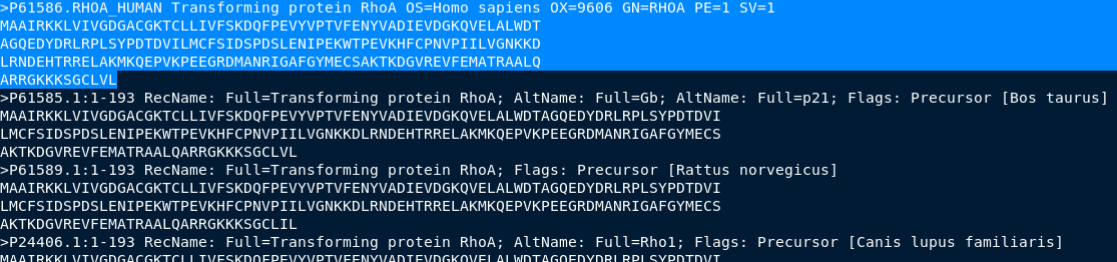 >P61586.RHOA_HUMAN Transforming protein RhoA OS=Homo sapiens OX=9606 GN=RHOA PE=1 SV=1
MAAIRKKLVIVGDGACGKTCLLIVFSKDQFPEVYVPTVFENYVADIEVDGKQVELALWDT
AGQEDYDRLRPLSYPDTDVILMCFSIDSPDSLENIPEKWTPEVKHFCPNVPIILVGNKKD
LRNDEHTRRELAKMKQEPVKPEEGRDMANRIGAFGYMECSAKTKDGVREVFEMATRAALQ
ARRGKKKSGCLVL
>P61585.1:1-193 RecName: Full=Transforming protein RhoA; AltName: Full=Gb; AltName: Full=p21; Flags: Precursor [Bos taurus]
MAAIRKKLVIVGDGACGKTCLLIVFSKDQFPEVYVPTVFENYVADIEVDGKQVELALWDTAGQEDYDRLRPLSYPDTDVI
LMCFSIDSPDSLENIPEKWTPEVKHFCPNVPIILVGNKKDLRNDEHTRRELAKMKQEPVKPEEGRDMANRIGAFGYMECS
AKTKDGVREVFEMATRAALQARRGKKKSGCLVL
>P61589.1:1-193 RecName: Full=Transforming protein RhoA; Flags: Precursor [Rattus norvegicus]
MAAIRKKLVIVGDGACGKTCLLIVFSKDQFPEVYVPTVFENYVADIEVDGKQVELALWDTAGQEDYDRLRPLSYPDTDVI
LMCFSIDSPDSLENIPEKWTPEVKHFCPNVPIILVGNKKDLRNDEHTRRELAKMKQEPVKPEEGRDMANRIGAFGYMECS
AKTKDGVREVFEMATRAALQARRGKKKSGCLIL
>P24406.1:1-193 RecName: Full=Transforming protein RhoA; AltName: Full=Rho1; Flags: Precursor [Canis lupus familiaris]
MAAIRKKLVIVGDGACGKTCLLIVFSKDQFPEVYVPTVFENYVADIEVDGKQVELALWDTAGQEDYDRLRPLSYPDTDVI